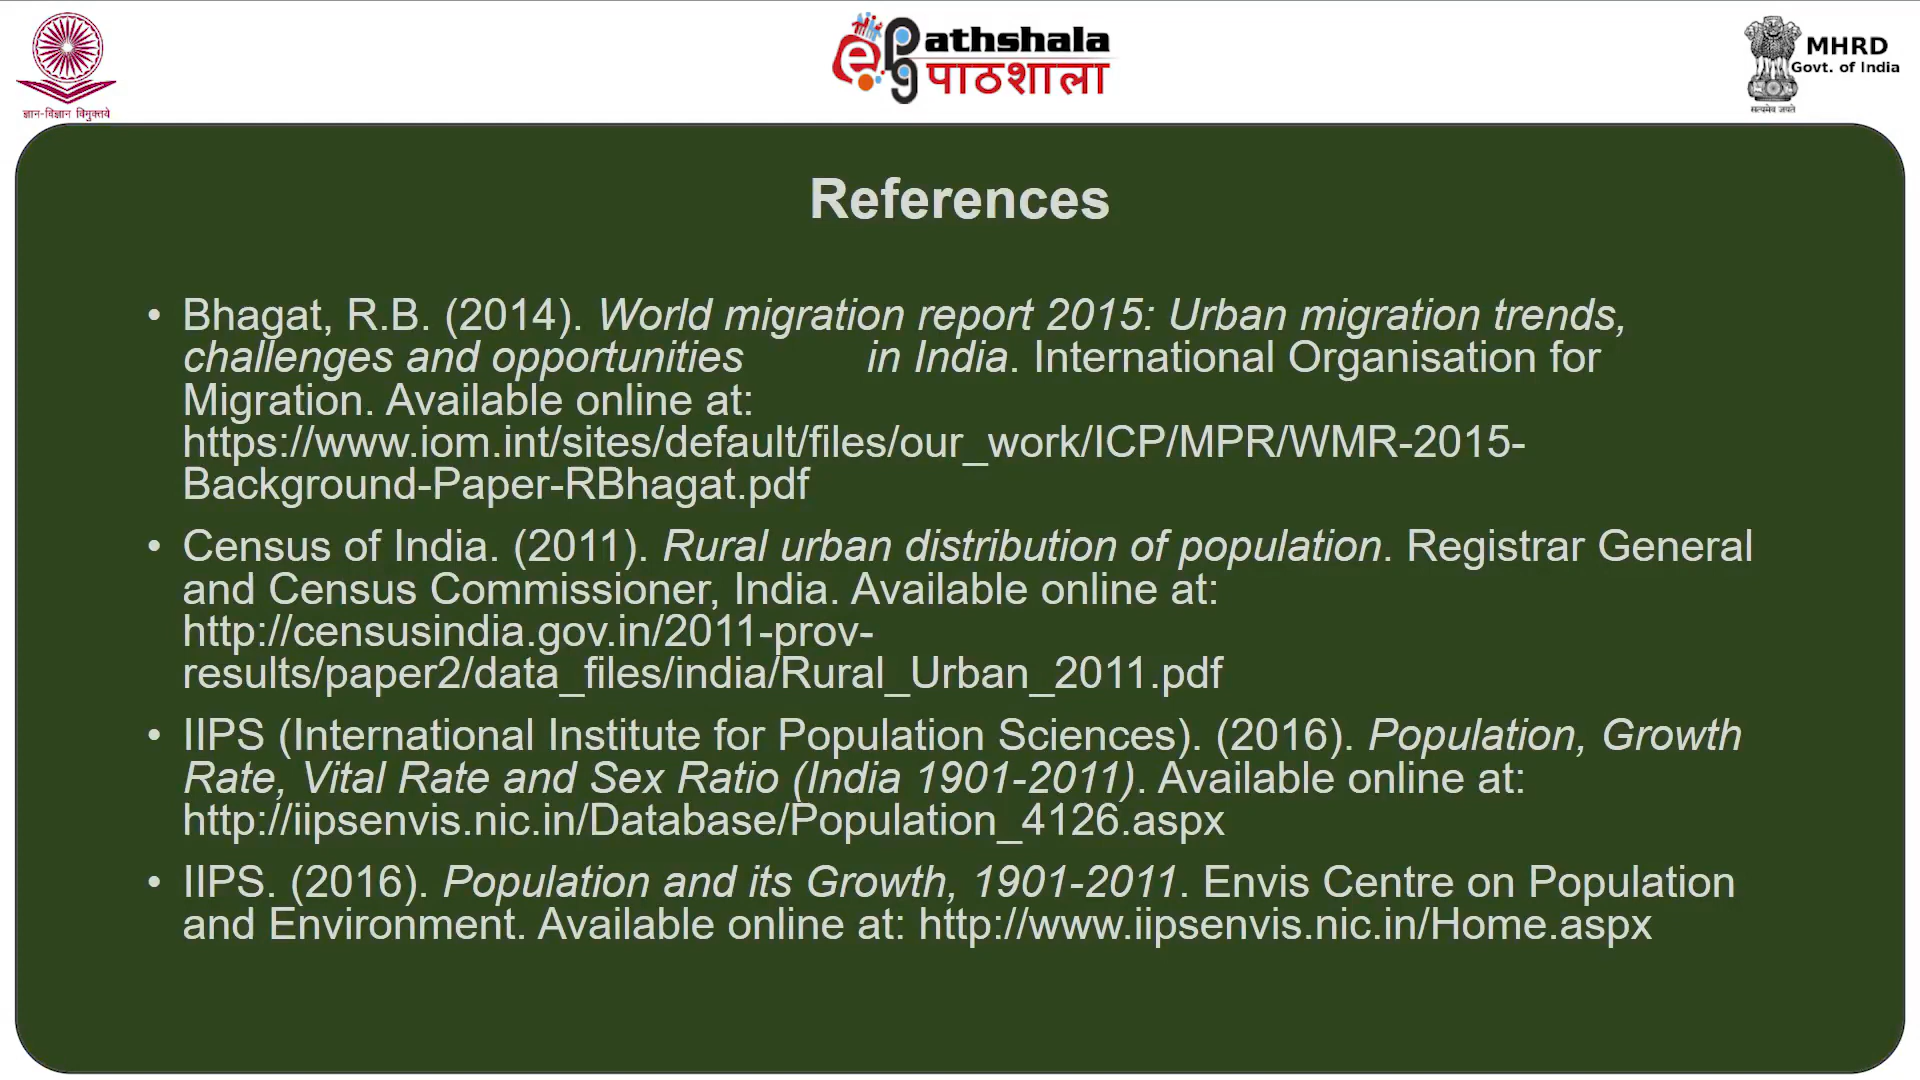 ज्ञान-विज्ञान विमुक्तये
ePG Pathshala
पाठशाला
MHRD
Govt. of India
सत्यमेव जयते
References
• Bhagat, R.B. (2014). World migration report 2015: Urban migration trends,
challenges and opportunities in India. International Organisation for
Migration. Available online at:
https://www.iom.int/sites/default/files/our_work/ICP/MPR/WMR-2015-
Background-Paper-RBhagat.pdf
• Census of India. (2011). Rural urban distribution of population. Registrar General
and Census Commissioner, India. Available online at:
http://censusindia.gov.in/2011-prov-
results/paper2/data_files/india/Rural_Urban_2011.pdf
• IIPS (International Institute for Population Sciences). (2016). Population, Growth
Rate, Vital Rate and Sex Ratio (India 1901-2011). Available online at:
http://iipsenvis.nic.in/Database/Population_4126.aspx
• IIPS. (2016). Population and its Growth, 1901-2011. Envis Centre on Population
and Environment. Available online at: http://www.iipsenvis.nic.in/Home.aspx